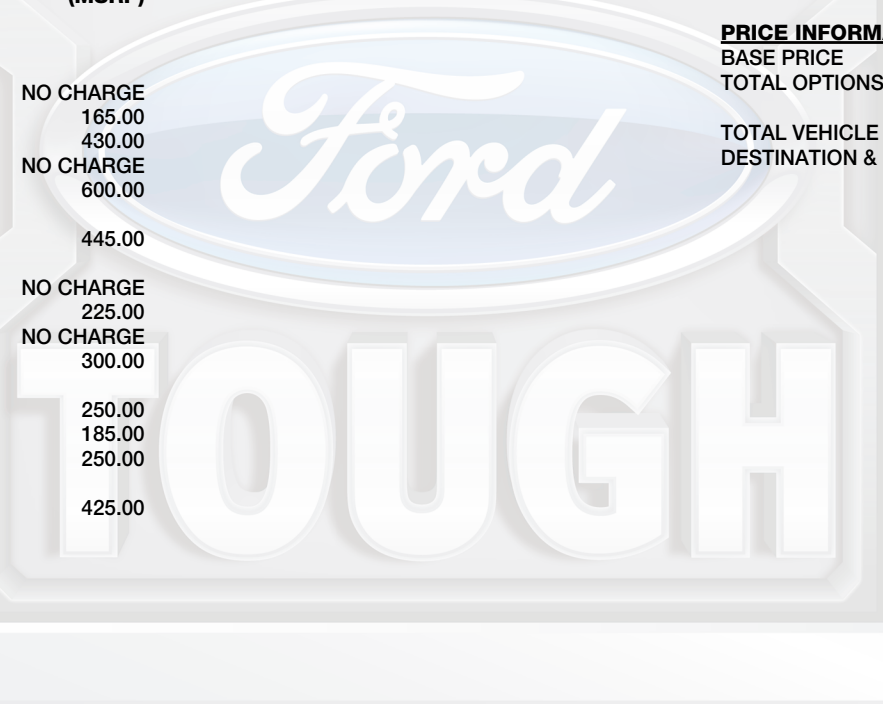 (MSRP)
NO CHARGE
165.00
430.00
NO CHARGE
600.00
445.00
NO CHARGE
225.00
NO CHARGE
300.00
250.00
185.00
250.00
425.00
PRICE INFORMA
BASE PRICE
TOTAL OPTIONS
TOTAL VEHICLE
DESTINATION &
Ford
TOUGH